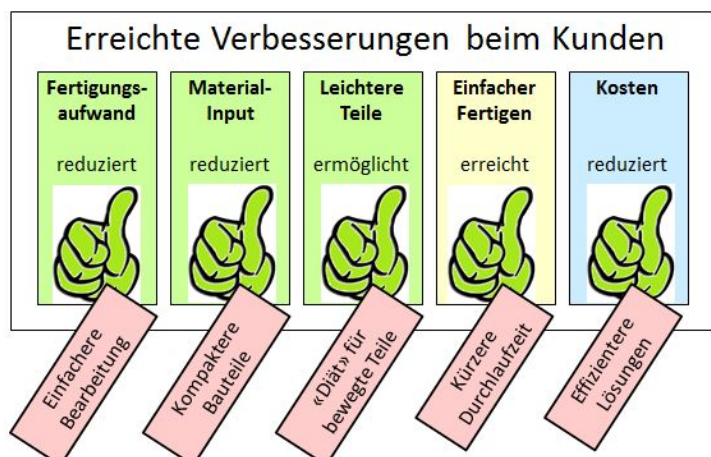 Erreichte Verbesserungen beim Kunden
Fertigungs-
aufwand
reduziert
Material-
Input
reduziert
Leichtere
Teile
ermöglicht
Einfacher
Fertigen
erreicht
Kosten
reduziert
Einfachere
Bearbeitung
Kompaktere
Bauteile
«Diät» für
bewegte Teile
Kürzere
Durchlaufzeit
Effizientere
Lösungen